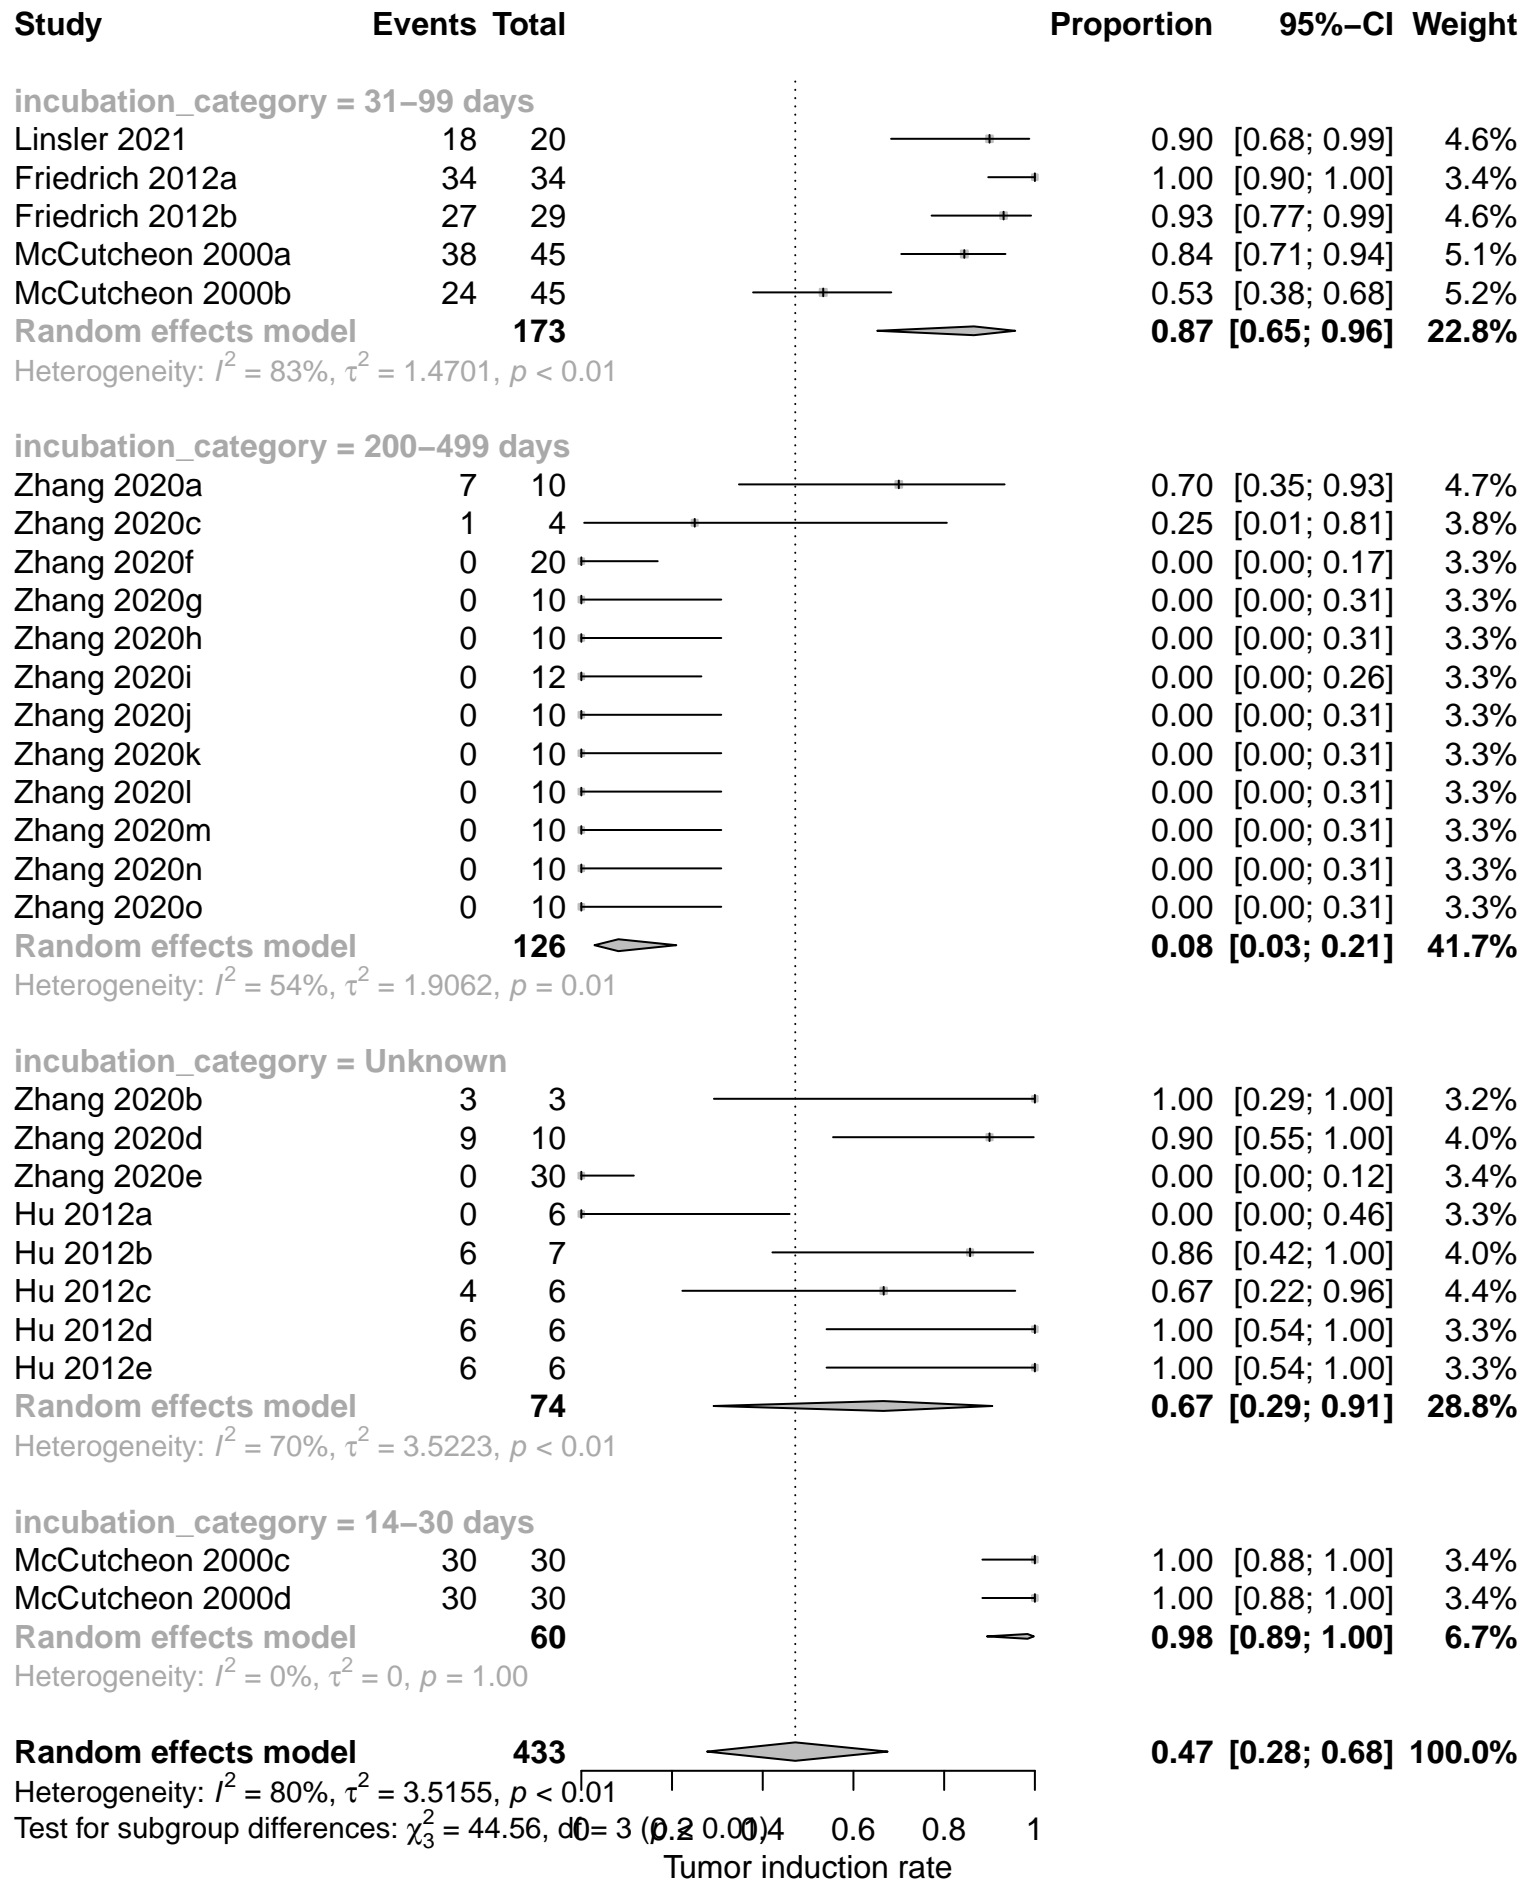 Study Events Total Proportion 95%–CI Weight
incubation_category = 31–99 days
Linsler 2021 18 20 0.90 [0.68; 0.99] 4.6%
Friedrich 2012a 34 34 1.00 [0.90; 1.00] 3.4%
Friedrich 2012b 27 29 0.93 [0.77; 0.99] 4.6%
McCutcheon 2000a 38 45 0.84 [0.71; 0.94] 5.1%
McCutcheon 2000b 24 45 0.53 [0.38; 0.68] 5.2%
Random effects model 173 0.87 [0.65; 0.96] 22.8%
Heterogeneity: I² = 83%, τ² = 1.4701, p < 0.01
incubation_category = 200–499 days
Zhang 2020a 7 10 0.70 [0.35; 0.93] 4.7%
Zhang 2020c 1 4 0.25 [0.01; 0.81] 3.8%
Zhang 2020f 0 20 0.00 [0.00; 0.17] 3.3%
Zhang 2020g 0 10 0.00 [0.00; 0.31] 3.3%
Zhang 2020h 0 10 0.00 [0.00; 0.31] 3.3%
Zhang 2020i 0 12 0.00 [0.00; 0.26] 3.3%
Zhang 2020j 0 10 0.00 [0.00; 0.31] 3.3%
Zhang 2020k 0 10 0.00 [0.00; 0.31] 3.3%
Zhang 2020l 0 10 0.00 [0.00; 0.31] 3.3%
Zhang 2020m 0 10 0.00 [0.00; 0.31] 3.3%
Zhang 2020n 0 10 0.00 [0.00; 0.31] 3.3%
Zhang 2020o 0 10 0.00 [0.00; 0.31] 3.3%
Random effects model 126 0.08 [0.03; 0.21] 41.7%
Heterogeneity: I² = 54%, τ² = 1.9062, p = 0.01
incubation_category = Unknown
Zhang 2020b 3 3 1.00 [0.29; 1.00] 3.2%
Zhang 2020d 9 10 0.90 [0.55; 1.00] 4.0%
Zhang 2020e 0 30 0.00 [0.00; 0.12] 3.4%
Hu 2012a 0 6 0.00 [0.00; 0.46] 3.3%
Hu 2012b 6 7 0.86 [0.42; 1.00] 4.0%
Hu 2012c 4 6 0.67 [0.22; 0.96] 4.4%
Hu 2012d 6 6 1.00 [0.54; 1.00] 3.3%
Hu 2012e 6 6 1.00 [0.54; 1.00] 3.3%
Random effects model 74 0.67 [0.29; 0.91] 28.8%
Heterogeneity: I² = 70%, τ² = 3.5223, p < 0.01
incubation_category = 14–30 days
McCutcheon 2000c 30 30 1.00 [0.88; 1.00] 3.4%
McCutcheon 2000d 30 30 1.00 [0.88; 1.00] 3.4%
Random effects model 60 0.98 [0.89; 1.00] 6.7%
Heterogeneity: I² = 0%, τ² = 0, p = 1.00
Random effects model 433 0.47 [0.28; 0.68] 100.0%
Heterogeneity: I² = 80%, τ² = 3.5155, p < 0.01
Test for subgroup differences: χ²₃ = 44.56, df = 3 (p < 0.01)
0 0.2 0.4 0.6 0.8 1
Tumor induction rate